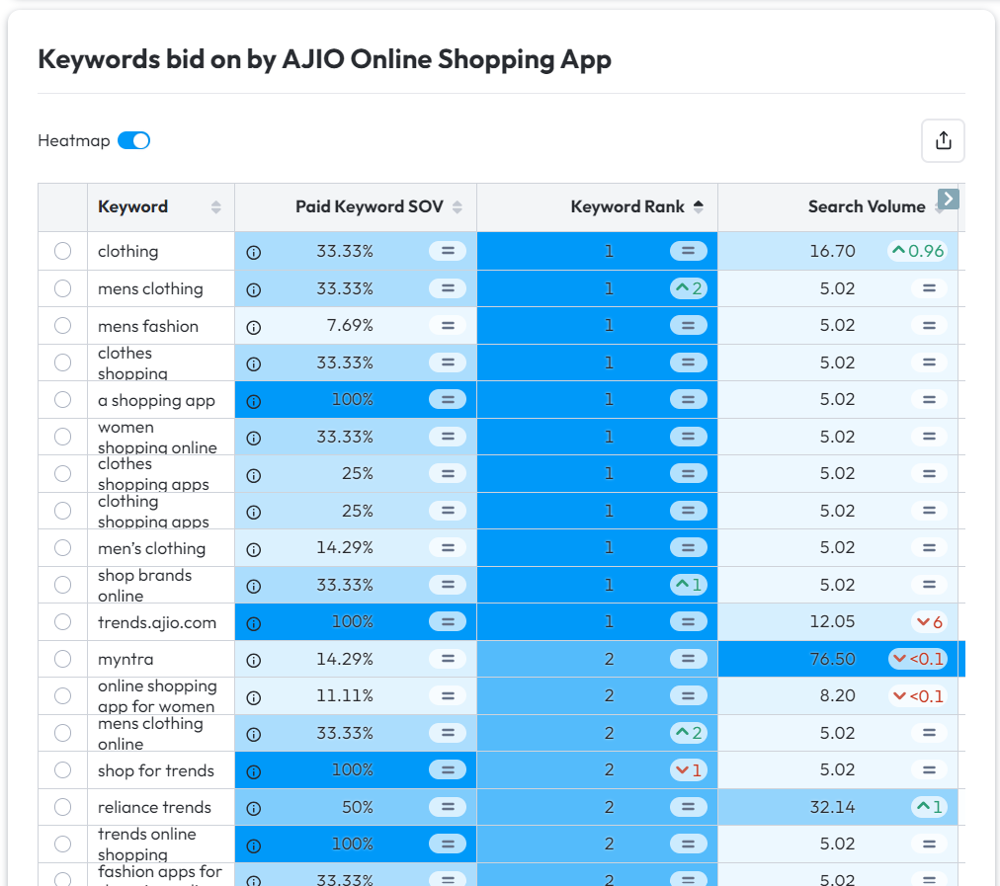 Keywords bid on by AJIO Online Shopping App
Heatmap
Keyword Paid Keyword SOV Keyword Rank Search Volume
clothing 33.33% = 1 = 16.70 0.96
mens clothing 33.33% = 1 2 5.02 =
mens fashion 7.69% = 1 = 5.02 =
clothes
shopping 33.33% = 1 = 5.02 =
a shopping app 100% = 1 = 5.02 =
women
shopping online 33.33% = 1 = 5.02 =
clothes
shopping apps 25% = 1 = 5.02 =
clothing
shopping apps 25% = 1 = 5.02 =
men's clothing 14.29% = 1 = 5.02 =
shop brands
online 33.33% = 1 1 5.02 =
trends.ajio.com 100% = 1 = 12.05 6
myntra 14.29% = 2 = 76.50 <0.1
online shopping
app for women 11.11% = 2 = 8.20 <0.1
mens clothing
online 33.33% = 2 2 5.02 =
shop for trends 100% = 2 1 5.02 =
reliance trends 50% = 2 = 32.14 1
trends online
shopping 100% = 2 = 5.02 =
fashion apps for
33.33% = 2 = 5.02 =